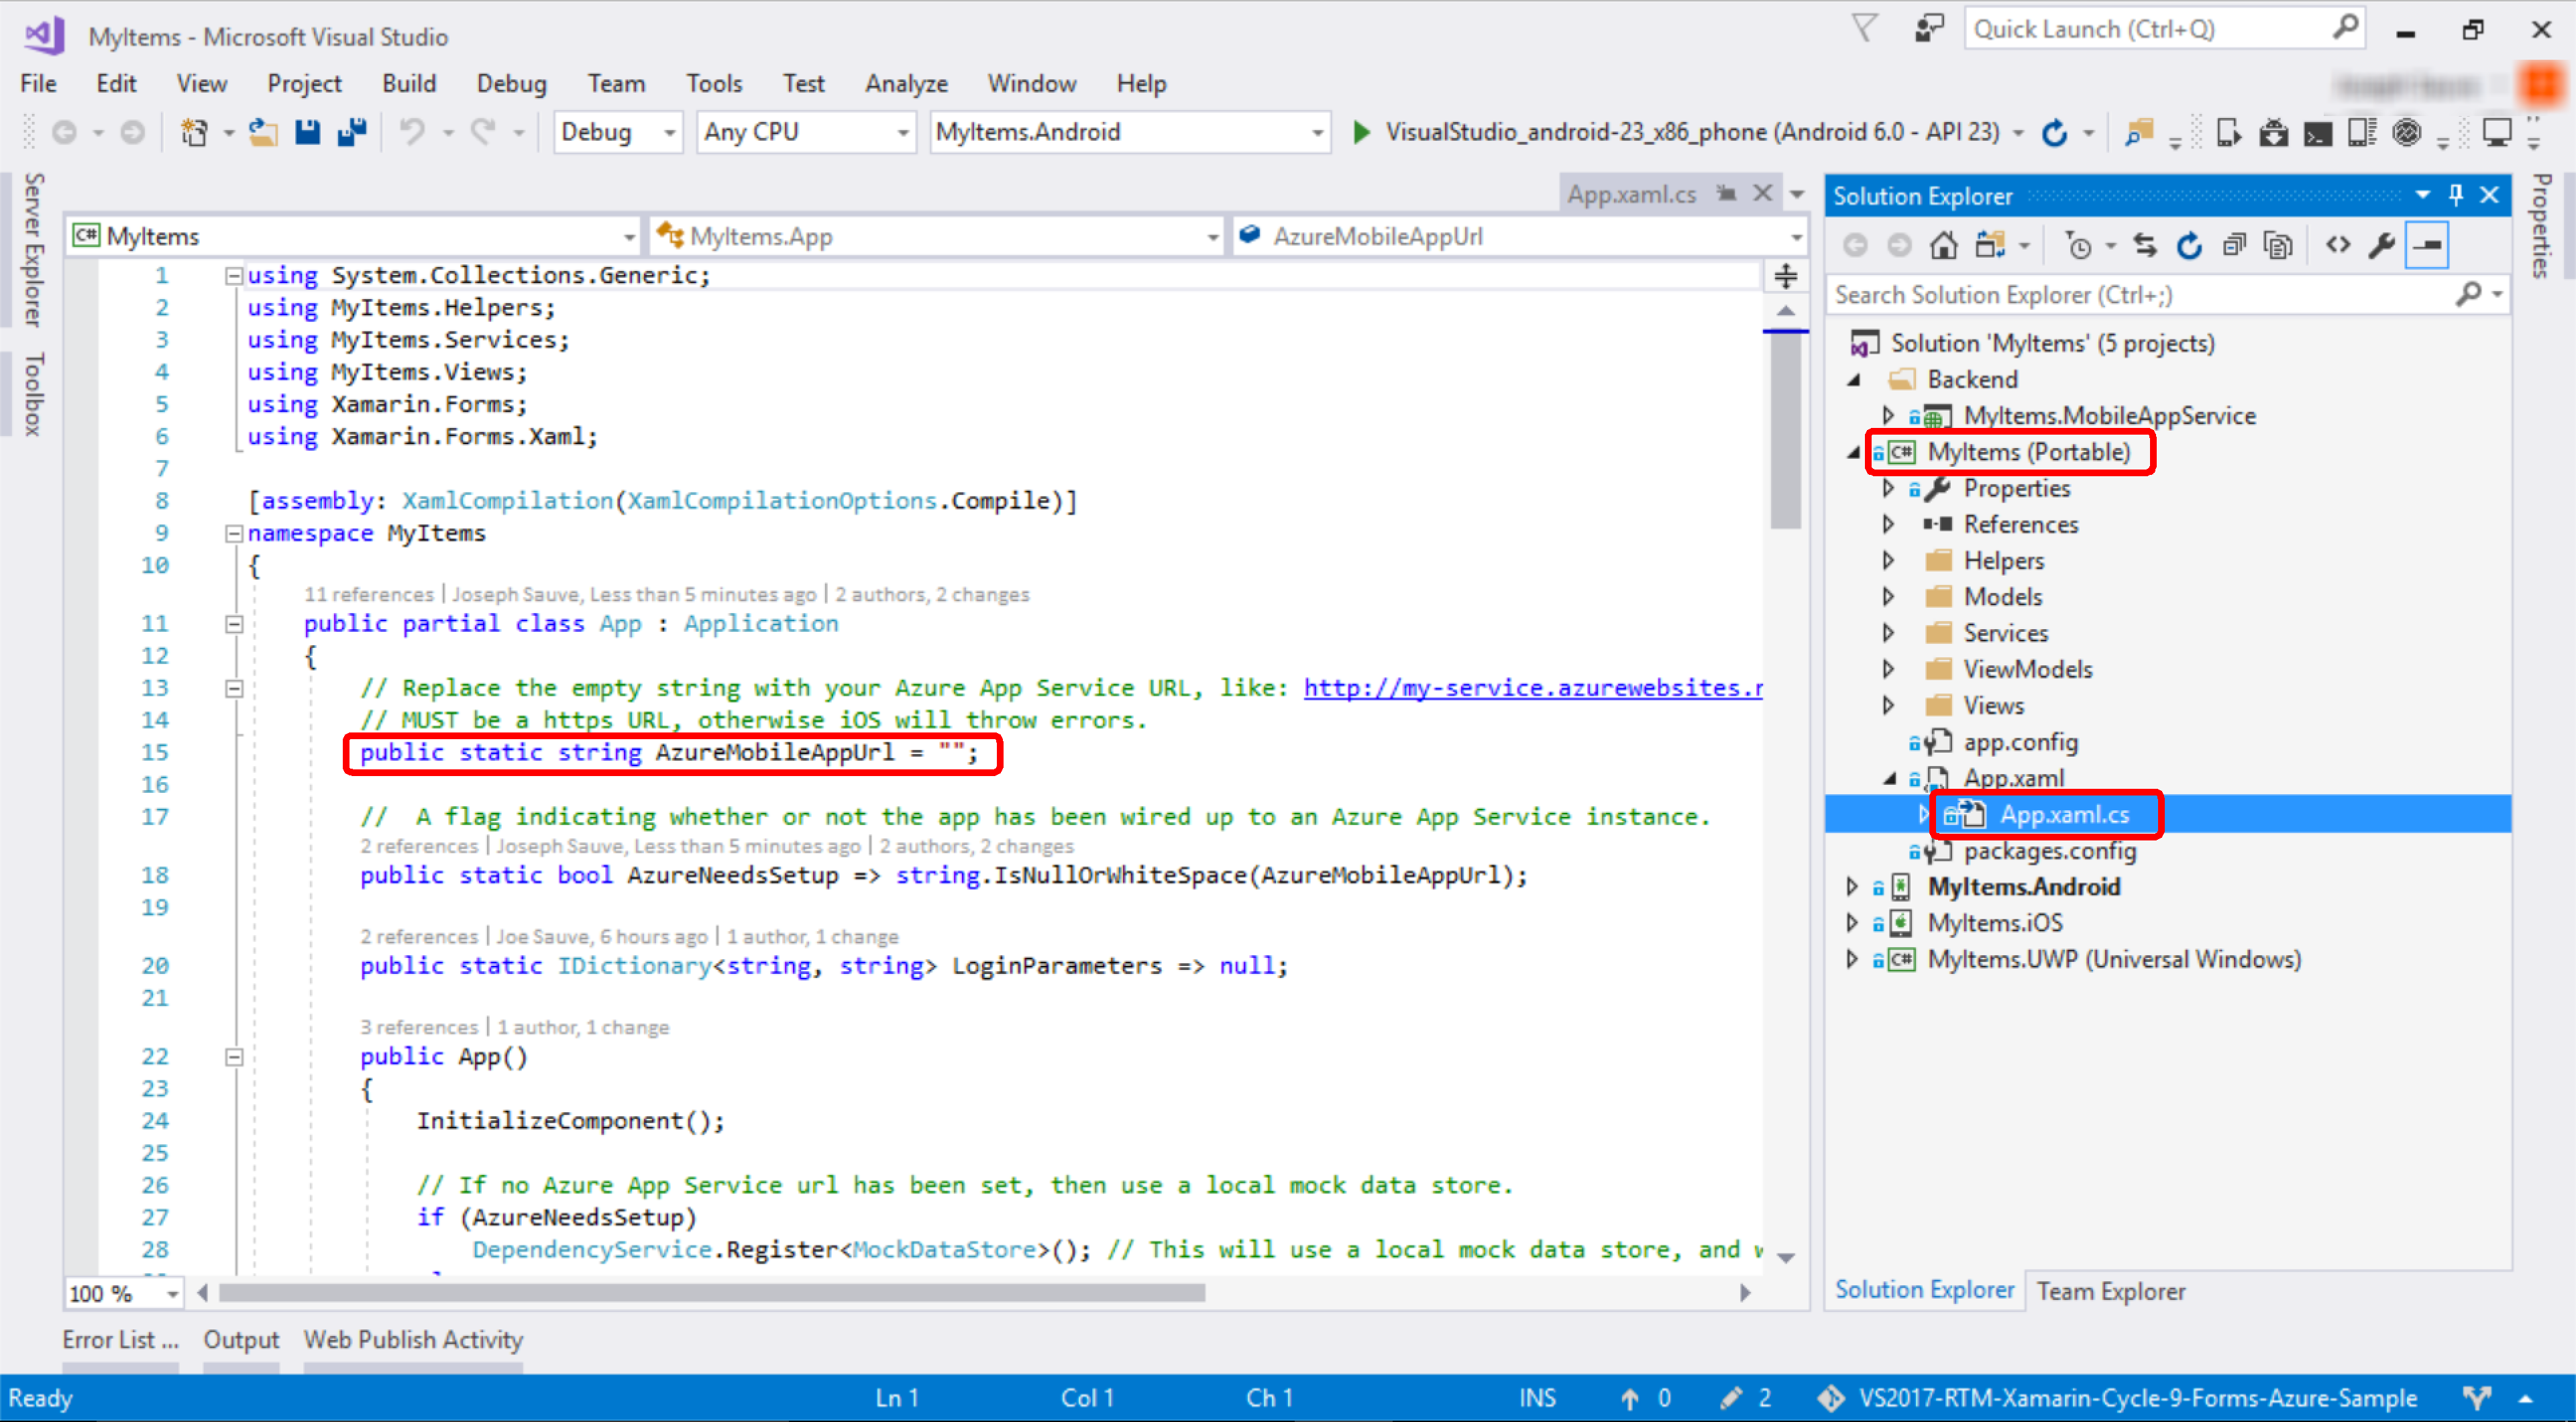 MyItems - Microsoft Visual Studio
Quick Launch (Ctrl+Q)
File Edit View Project Build Debug Team Tools Test Analyze Window Help
Debug Any CPU MyItems.Android VisualStudio_android-23_x86_phone (Android 6.0 - API 23)
Server Explorer
Toolbox
App.xaml.cs
MyItems MyItems.App AzureMobileAppUrl
1 using System.Collections.Generic;
2 using MyItems.Helpers;
3 using MyItems.Services;
4 using MyItems.Views;
5 using Xamarin.Forms;
6 using Xamarin.Forms.Xaml;
7
8 [assembly: XamlCompilation(XamlCompilationOptions.Compile)]
9 namespace MyItems
10 {
11 references | Joseph Sauve, Less than 5 minutes ago | 2 authors, 2 changes
11 public partial class App : Application
12 {
13 // Replace the empty string with your Azure App Service URL, like: http://my-service.azurewebsites.
14 // MUST be a https URL, otherwise iOS will throw errors.
15 public static string AzureMobileAppUrl = "";
16
17 // A flag indicating whether or not the app has been wired up to an Azure App Service instance.
2 references | Joseph Sauve, Less than 5 minutes ago | 2 authors, 2 changes
18 public static bool AzureNeedsSetup => string.IsNullOrWhiteSpace(AzureMobileAppUrl);
19
2 references | Joe Sauve, 6 hours ago | 1 author, 1 change
20 public static IDictionary<string, string> LoginParameters => null;
21
3 references | 1 author, 1 change
22 public App()
23 {
24 InitializeComponent();
25
26 // If no Azure App Service url has been set, then use a local mock data store.
27 if (AzureNeedsSetup)
28 DependencyService.Register<MockDataStore>(); // This will use a local mock data store, and
100 %
Solution Explorer
Search Solution Explorer (Ctrl+;)
Solution 'MyItems' (5 projects)
Backend
MyItems.MobileAppService
C# MyItems (Portable)
Properties
References
Helpers
Models
Services
ViewModels
Views
app.config
App.xaml
App.xaml.cs
packages.config
MyItems.Android
MyItems.iOS
C# MyItems.UWP (Universal Windows)
Solution Explorer Team Explorer
Properties
Error List ... Output Web Publish Activity
Ready Ln 1 Col 1 Ch 1 INS 0 2 VS2017-RTM-Xamarin-Cycle-9-Forms-Azure-Sample